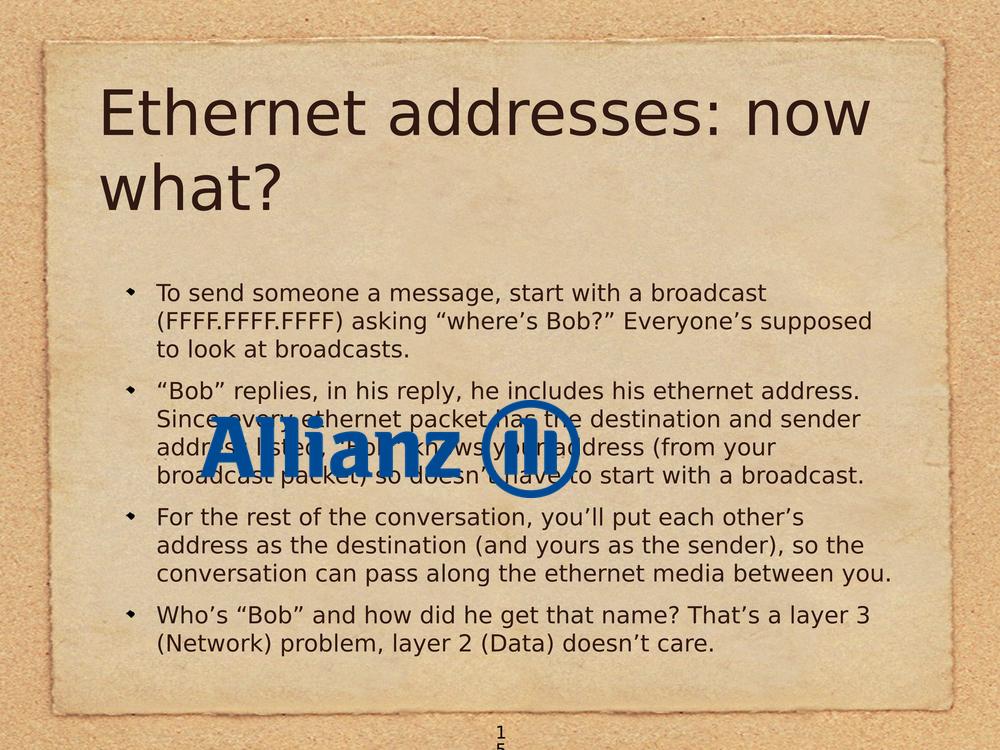 Ethernet addresses: now
what?
To send someone a message, start with a broadcast
(FFFF.FFFF.FFFF) asking “where’s Bob?” Everyone’s supposed
to look at broadcasts.
“Bob” replies, in his reply, he includes his ethernet address.
Since every ethernet packet has the destination and sender
address listed, “Bob” knows your address (from your
broadcast packet) so doesn’t have to start with a broadcast.
Allianz
For the rest of the conversation, you’ll put each other’s
address as the destination (and yours as the sender), so the
conversation can pass along the ethernet media between you.
Who’s “Bob” and how did he get that name? That’s a layer 3
(Network) problem, layer 2 (Data) doesn’t care.
1
5